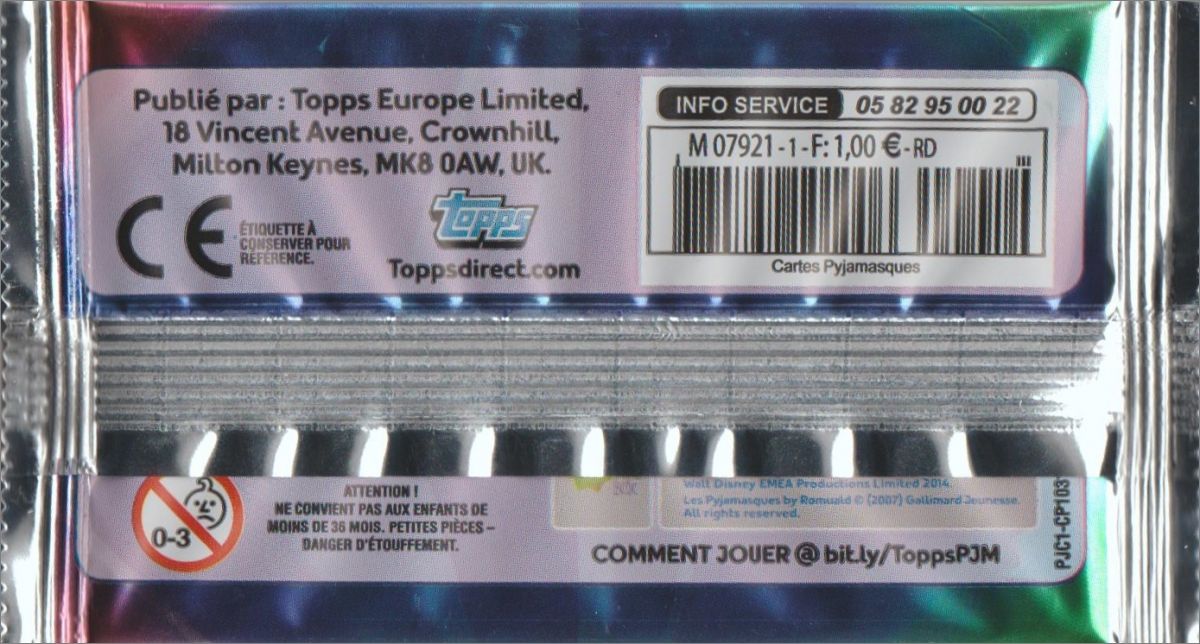 Publié par : Topps Europe Limited,
18 Vincent Avenue, Crownhill,
Milton Keynes, MK8 0AW, UK.
CE
ÉTIQUETTE À
CONSERVER POUR
RÉFÉRENCE.
topps
Toppsdirect.com
INFO SERVICE 05 82 95 00 22
M 07921 - 1 - F: 1,00 € - RD
Cartes Pyjamasques
0-3
ATTENTION !
NE CONVIENT PAS AUX ENFANTS DE
MOINS DE 36 MOIS. PETITES PIÈCES –
DANGER D'ÉTOUFFEMENT.
BOX
Walt Disney EMEA Productions Limited 2014.
Les Pyjamasques by Romuald © (2007) Gallimard Jeunesse.
All rights reserved.
COMMENT JOUER @ bit.ly/ToppsPJM
PJC1-CP103